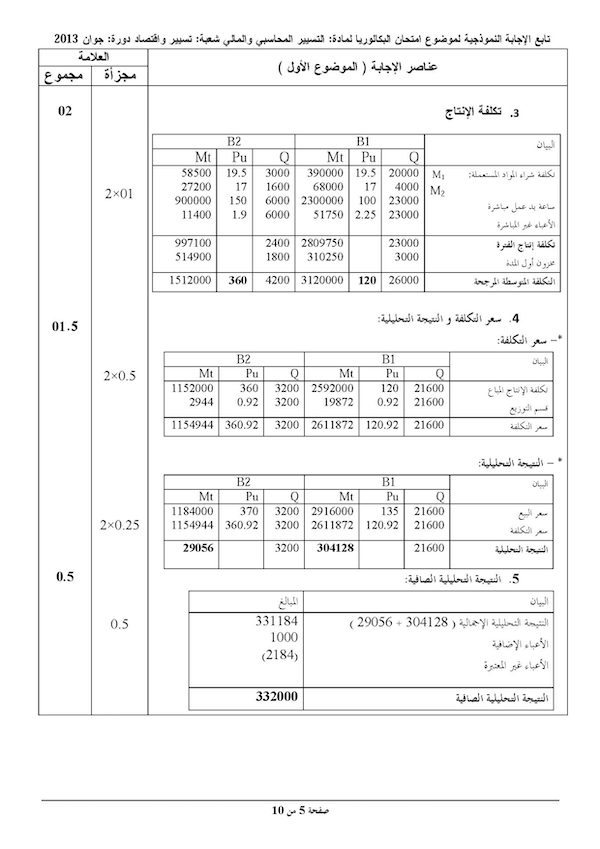 تابع الإجابة النموذجية لموضوع امتحان البكالوريا لمادة: التسيير المحاسبي والمالي شعبة: تسيير واقتصاد دورة: جوان 2013
عناصر الإجابة ( الموضوع الأول ) العلامة
مجزأة مجموع
3. تكلفة الإنتاج 02
2×01
البيان B1 B2
Q Pu Mt Q Pu Mt
تكلفة شراء المواد المستعملة: M1 20000 19.5 390000 3000 19.5 58500
M2 4000 17 68000 1600 17 27200
ساعة يد عمل مباشرة 23000 100 2300000 6000 150 900000
الأعباء غير المباشرة 23000 2.25 51750 6000 1.9 11400
تكلفة إنتاج الفترة 23000 2809750 2400 997100
مخزون أول المدة 3000 310250 1800 514900
التكلفة المتوسطة المرجحة 26000 120 3120000 4200 360 1512000
4. سعر التكلفة و النتيجة التحليلية: 01.5
*– سعر التكلفة:
2×0.5
البيان B1 B2
Q Pu Mt Q Pu Mt
تكلفة الإنتاج المباع 21600 120 2592000 3200 360 1152000
قسم التوزيع 21600 0.92 19872 3200 0.92 2944
سعر التكلفة 21600 120.92 2611872 3200 360.92 1154944
* – النتيجة التحليلية:
2×0.25
البيان B1 B2
Q Pu Mt Q Pu Mt
سعر البيع 21600 135 2916000 3200 370 1184000
سعر التكلفة 21600 120.92 2611872 3200 360.92 1154944
النتيجة التحليلية 21600 304128 3200 29056
5. النتيجة التحليلية الصافية: 0.5
0.5
البيان المبالغ
النتيجة التحليلية الإجمالية ( 304128 + 29056 ) 331184
الأعباء الإضافية 1000
الأعباء غير المعتبرة (2184)
النتيجة التحليلية الصافية 332000
صفحة 5 من 10